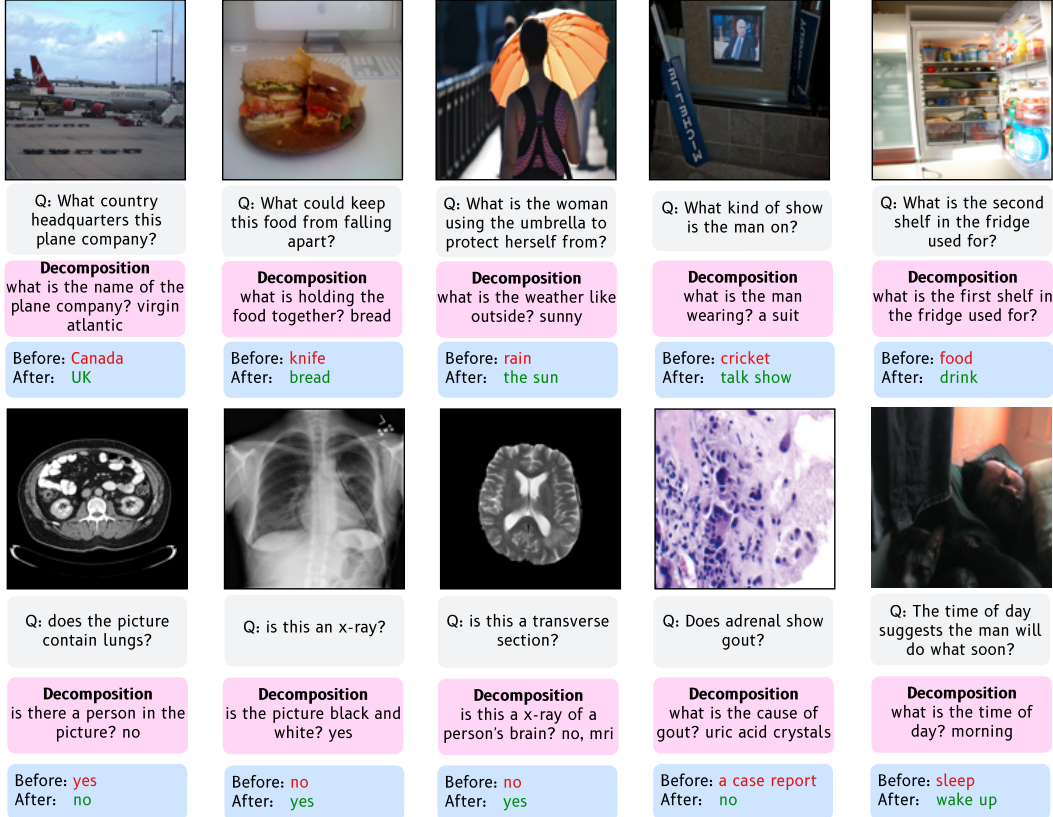 Q: What country
headquarters this
plane company?
Decomposition
what is the name of the
plane company? virgin
atlantic
Before: Canada
After: UK
Q: What could keep
this food from falling
apart?
Decomposition
what is holding the
food together? bread
Before: knife
After: bread
Q: What is the woman
using the umbrella to
protect herself from?
Decomposition
what is the weather like
outside? sunny
Before: rain
After: the sun
ELLEHCIM
Q: What kind of show
is the man on?
Decomposition
what is the man
wearing? a suit
Before: cricket
After: talk show
Q: What is the second
shelf in the fridge
used for?
Decomposition
what is the first shelf in
the fridge used for?
Before: food
After: drink
Q: does the picture
contain lungs?
Decomposition
is there a person in the
picture? no
Before: yes
After: no
Q: is this an x-ray?
Decomposition
is the picture black and
white? yes
Before: no
After: yes
Q: is this a transverse
section?
Decomposition
is this a x-ray of a
person's brain? no, mri
Before: no
After: yes
Q: Does adrenal show
gout?
Decomposition
what is the cause of
gout? uric acid crystals
Before: a case report
After: no
Q: The time of day
suggests the man will
do what soon?
Decomposition
what is the time of
day? morning
Before: sleep
After: wake up